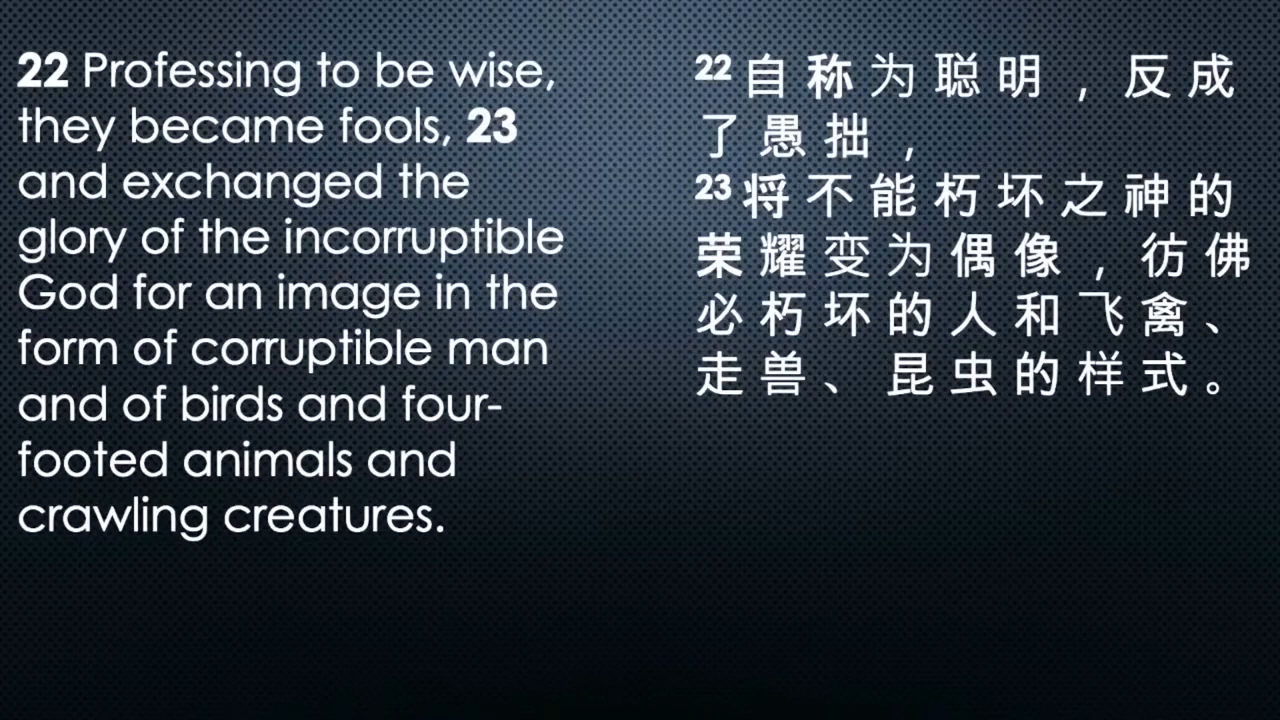 22 Professing to be wise,
they became fools, 23
and exchanged the
glory of the incorruptible
God for an image in the
form of corruptible man
and of birds and four-
footed animals and
crawling creatures.
22 自称为聪明，反成
了愚拙，
23 将不能朽坏之神的
荣耀变为偶像，彷佛
必朽坏的人和飞禽、
走兽、昆虫的样式。